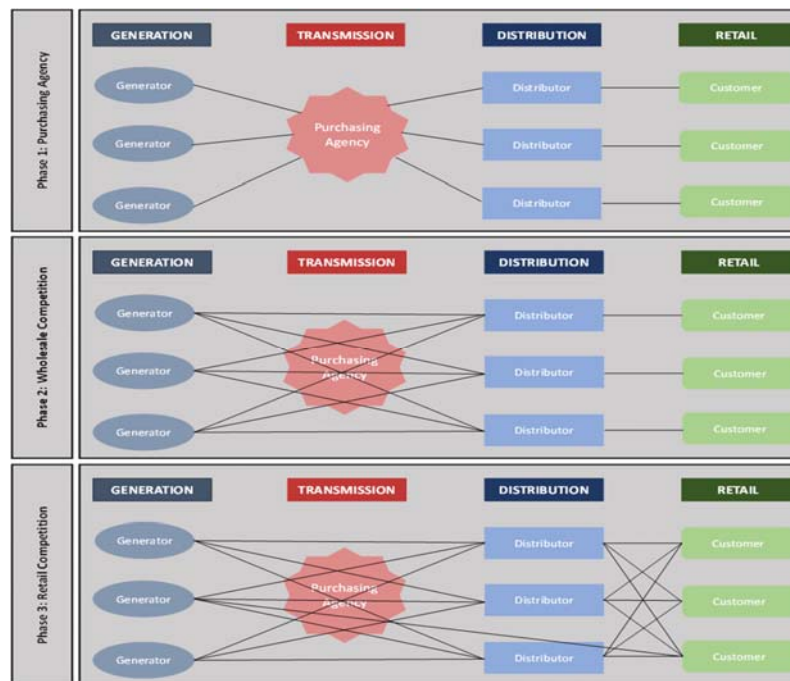 Phase 1: Purchasing Agency
GENERATION TRANSMISSION DISTRIBUTION RETAIL
Generator Distributor Customer
Purchasing
Agency
Generator Distributor Customer
Generator Distributor Customer
Phase 2: Wholesale Competition
GENERATION TRANSMISSION DISTRIBUTION RETAIL
Generator Distributor Customer
Purchasing
Agency
Generator Distributor Customer
Generator Distributor Customer
Phase 3: Retail Competition
GENERATION TRANSMISSION DISTRIBUTION RETAIL
Generator Distributor Customer
Purchasing
Agency
Generator Distributor Customer
Generator Distributor Customer